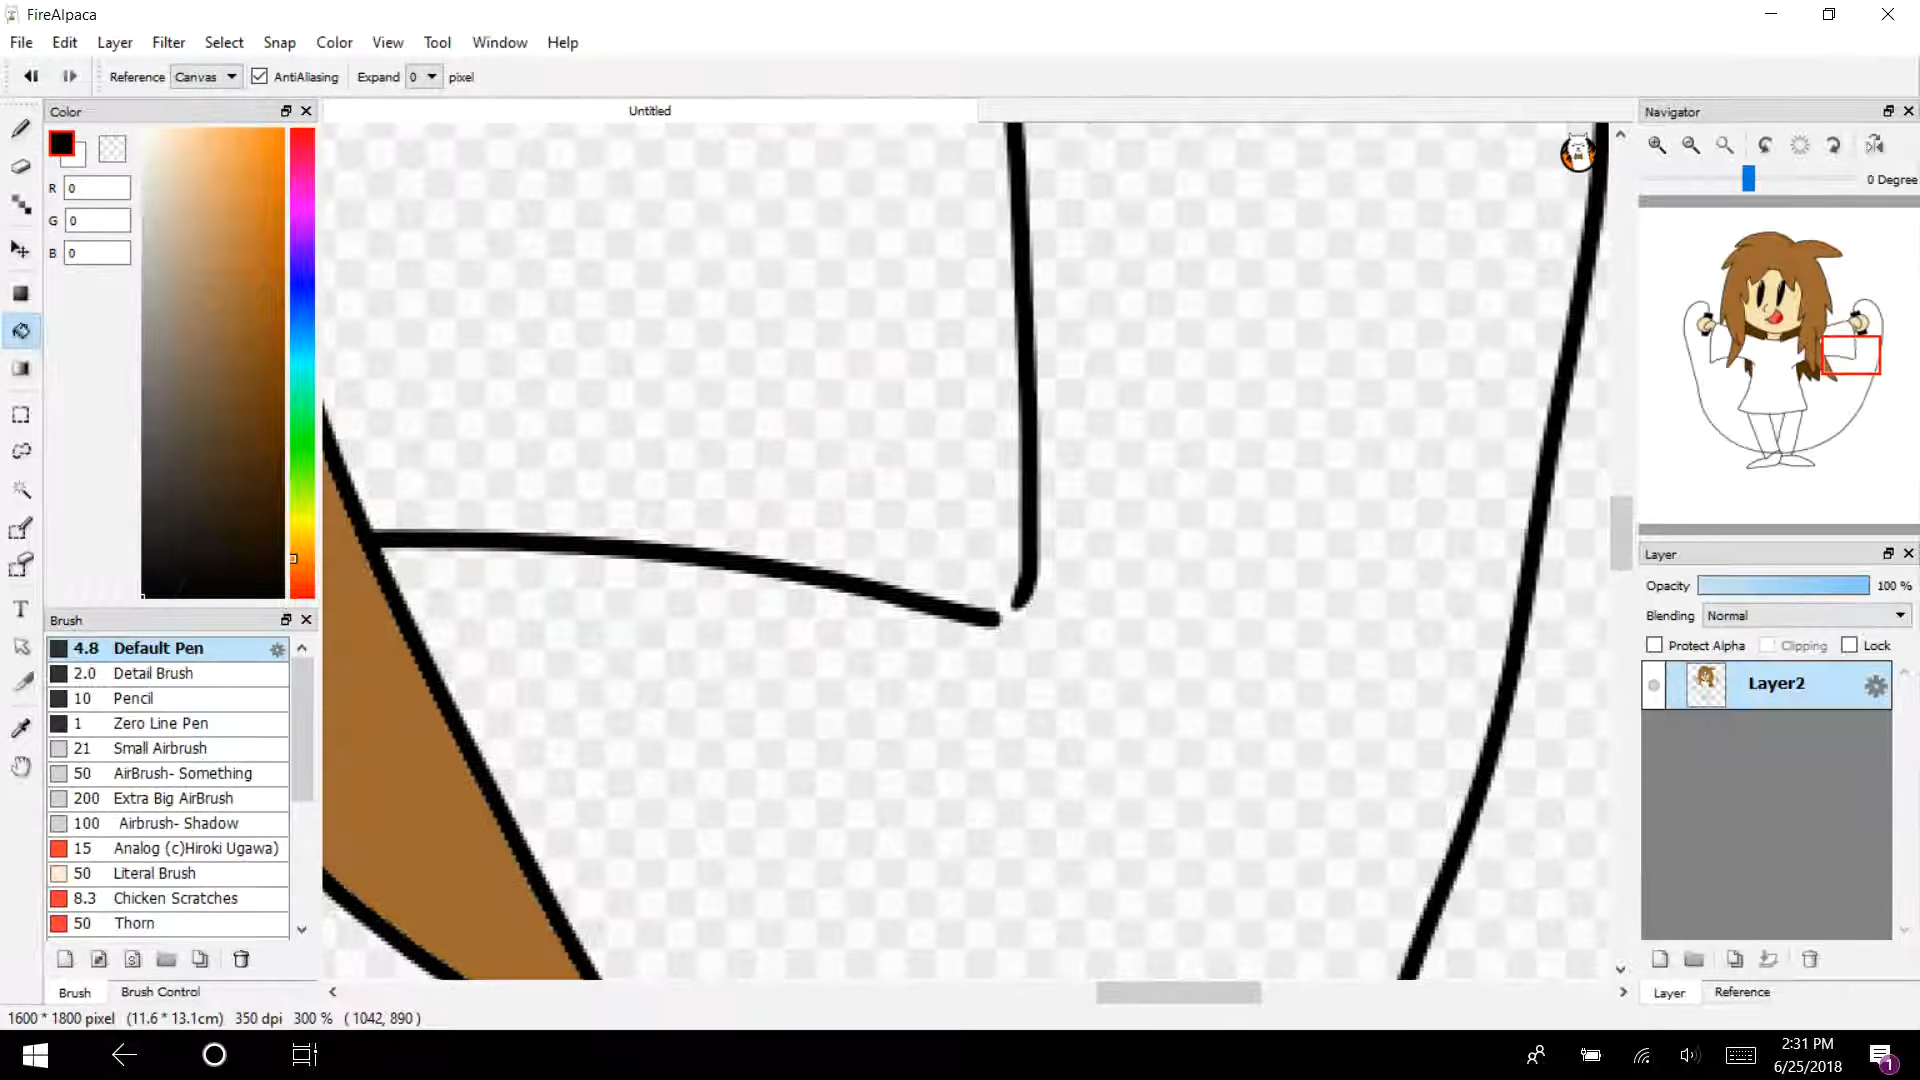 FireAlpaca
File Edit Layer Filter Select Snap Color View Tool Window Help
Reference Canvas AntiAliasing Expand 0 pixel
Color
Untitled
Navigator
R 0
G 0
B 0
0 Degree
Brush
4.8 Default Pen
2.0 Detail Brush
10 Pencil
1 Zero Line Pen
21 Small Airbrush
50 AirBrush- Something
200 Extra Big AirBrush
100 Airbrush- Shadow
15 Analog (c)Hiroki Ugawa)
50 Literal Brush
8.3 Chicken Scratches
50 Thorn
Brush Brush Control
Layer
Opacity 100 %
Blending Normal
Protect Alpha Clipping Lock
Layer2
Layer Reference
1600 * 1800 pixel (11.6 * 13.1cm) 350 dpi 300 % ( 1042, 890 )
2:31 PM
6/25/2018
1